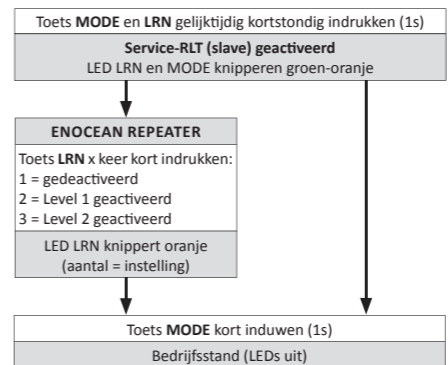 Toets MODE en LRN gelijktijdig kortstondig indrukken (1s)
Service-RLT (slave) geactiveerd
LED LRN en MODE knipperen groen-oranje
ENOCEAN REPEATER
Toets LRN x keer kort indrukken:
1 = gedeactiveerd
2 = Level 1 geactiveerd
3 = Level 2 geactiveerd
LED LRN knippert oranje
(aantal = instelling)
Toets MODE kort induwen (1s)
Bedrijfsstand (LEDs uit)